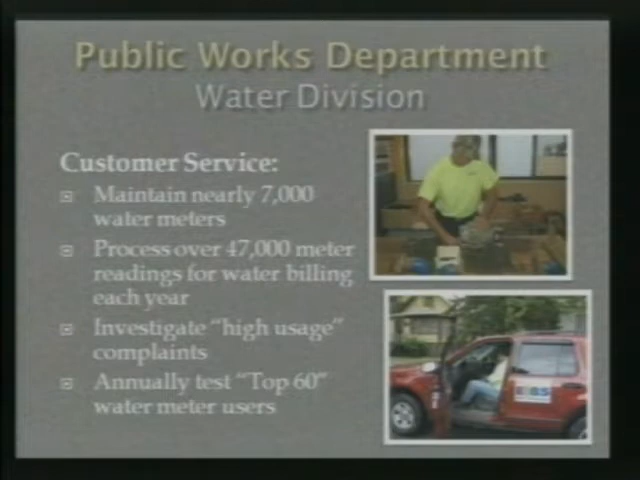 Public Works Department
Water Division
Customer Service:
Maintain nearly 7,000
water meters
Process over 47,000 meter
readings for water billing
each year
Investigate "high usage"
complaints
Annually test "Top 60"
water meter users